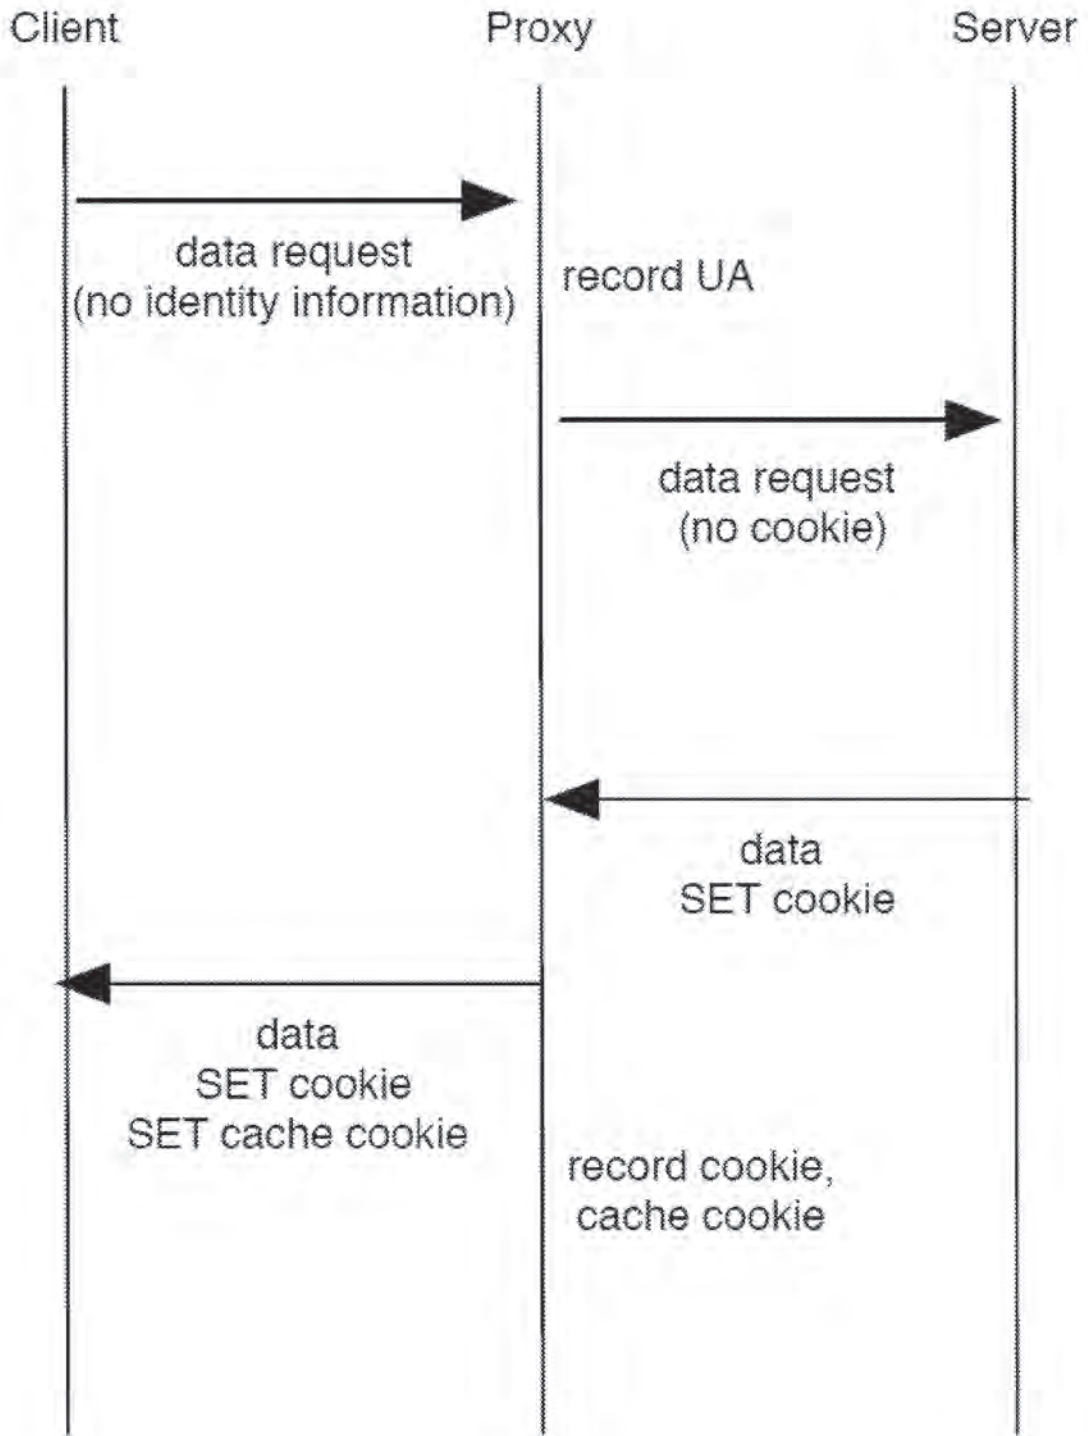 Client Proxy Server
data request
(no identity information)
record UA
data request
(no cookie)
data
SET cookie
data
SET cookie
SET cache cookie
record cookie,
cache cookie